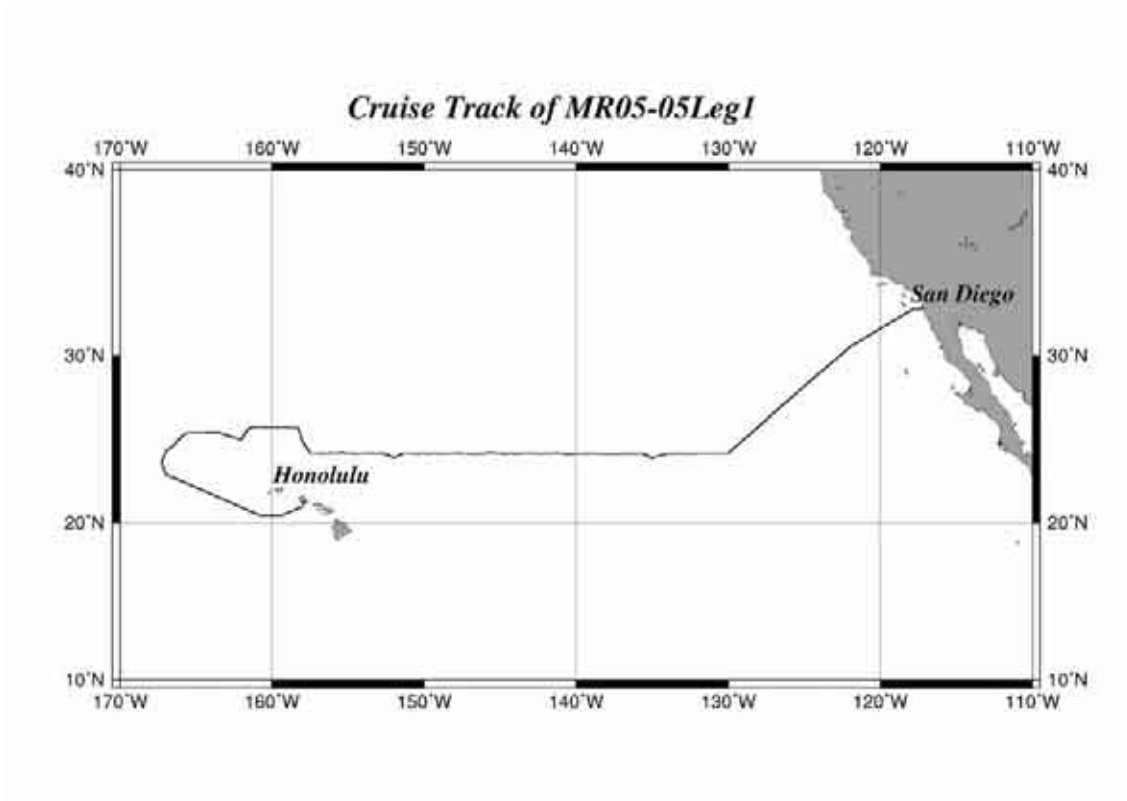 Cruise Track of MR05-05Leg1
170˚W 160˚W 150˚W 140˚W 130˚W 120˚W 110˚W
40˚N 40˚N
San Diego
30˚N 30˚N
Honolulu
20˚N 20˚N
10˚N 10˚N
170˚W 160˚W 150˚W 140˚W 130˚W 120˚W 110˚W